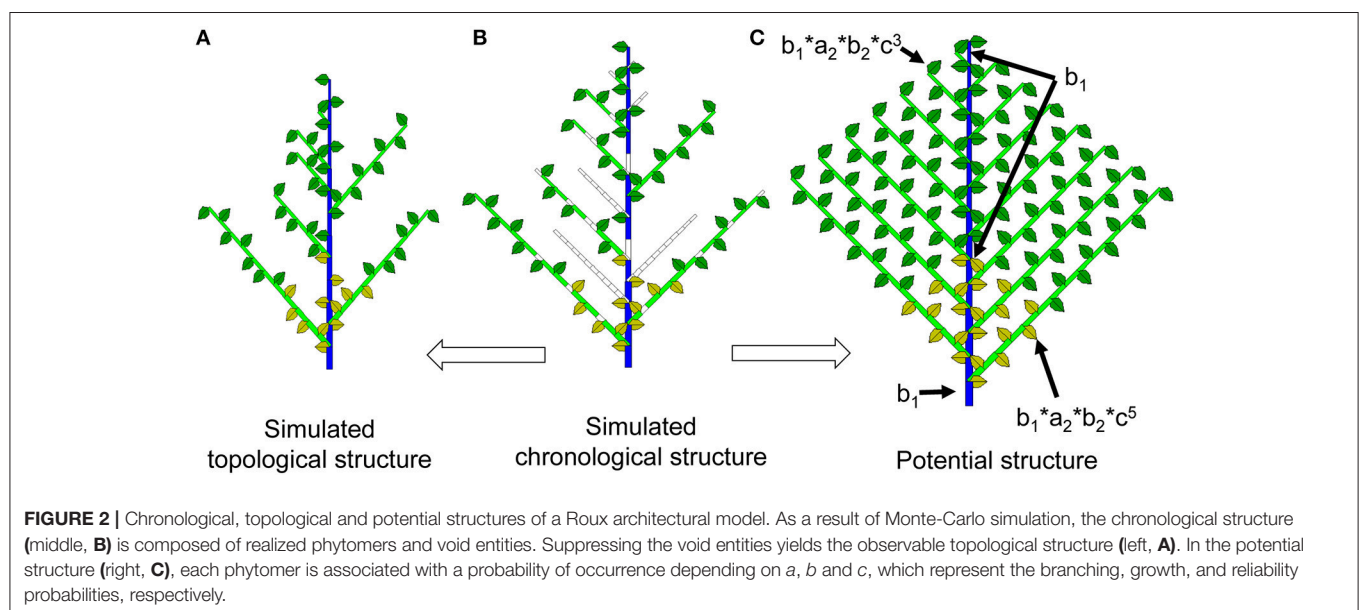 A
B
C
b₁*a₂*b₂*c³
b₁
b₁
b₁*a₂*b₂*c⁵
Simulated
topological structure
Simulated
chronological structure
Potential structure
FIGURE 2 | Chronological, topological and potential structures of a Roux architectural model. As a result of Monte-Carlo simulation, the chronological structure
(middle, B) is composed of realized phytomers and void entities. Suppressing the void entities yields the observable topological structure (left, A). In the potential
structure (right, C), each phytomer is associated with a probability of occurrence depending on a, b and c, which represent the branching, growth, and reliability
probabilities, respectively.